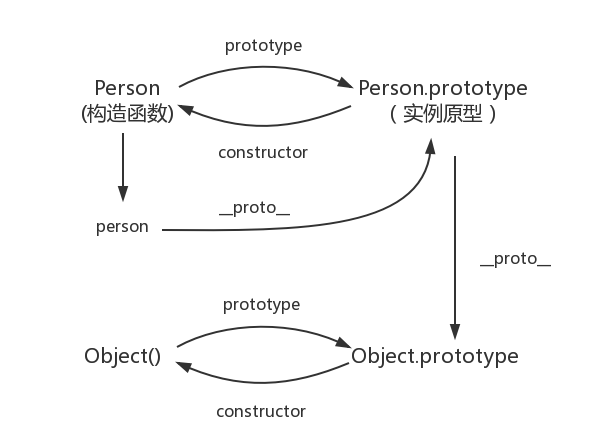 prototype
Person
(构造函数)
Person.prototype
（实例原型）
constructor
person
__proto__
__proto__
prototype
Object()
Object.prototype
constructor